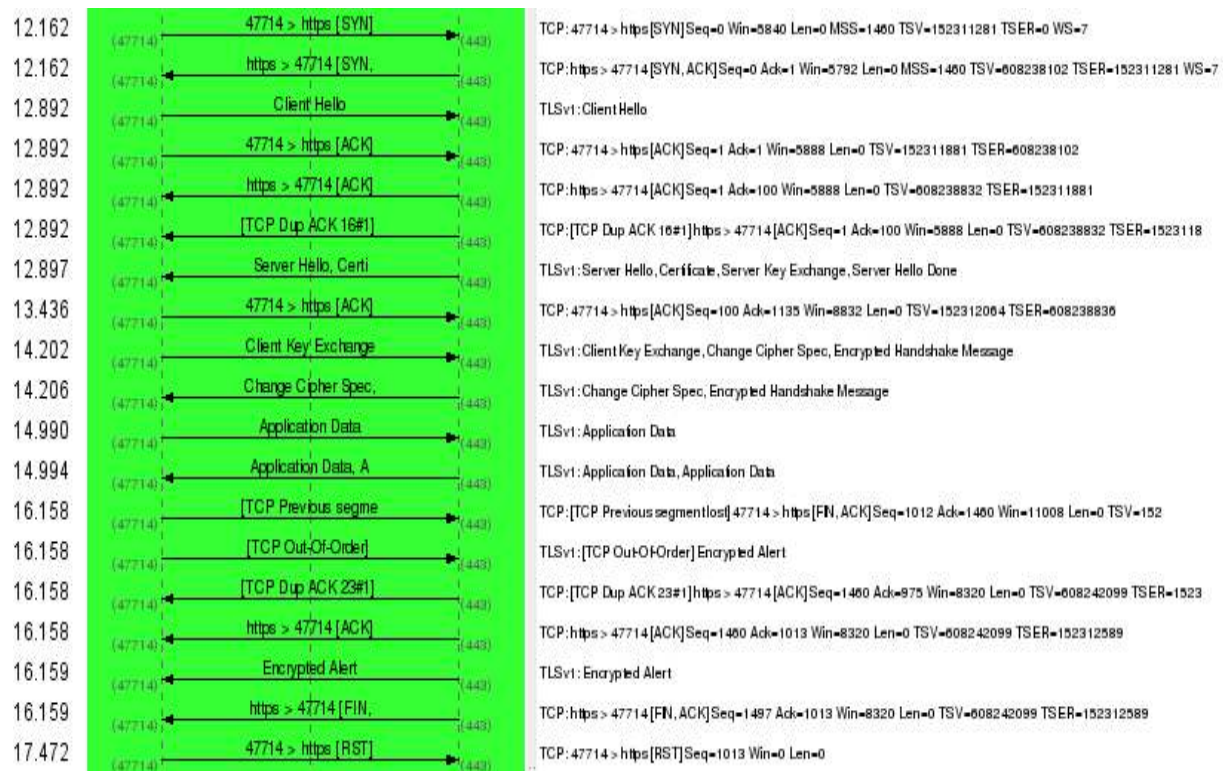 12.162 47714 > https [SYN] TCP: 47714 > https [SYN] Seq=0 Win=5840 Len=0 MSS=1460 TSV=152311281 TSER=0 WS=7
(47714) (443)
12.162 https > 47714 [SYN, TCP: https > 47714 [SYN, ACK] Seq=0 Ack=1 Win=5792 Len=0 MSS=1460 TSV=608238102 TSER=152311281 WS=7
(47714) (443)
12.892 Client Hello TLSv1: Client Hello
(47714) (443)
12.892 47714 > https [ACK] TCP: 47714 > https [ACK] Seq=1 Ack=1 Win=5888 Len=0 TSV=152311881 TSER=608238102
(47714) (443)
12.892 https > 47714 [ACK] TCP: https > 47714 [ACK] Seq=1 Ack=100 Win=5888 Len=0 TSV=608238832 TSER=152311881
(47714) (443)
12.892 [TCP Dup ACK 16#1] TCP: [TCP Dup ACK 16#1] https > 47714 [ACK] Seq=1 Ack=100 Win=5888 Len=0 TSV=608238832 TSER=1523118
(47714) (443)
12.897 Server Hello, Certi TLSv1: Server Hello, Certificate, Server Key Exchange, Server Hello Done
(47714) (443)
13.436 47714 > https [ACK] TCP: 47714 > https [ACK] Seq=100 Ack=1135 Win=8832 Len=0 TSV=152312064 TSER=608238836
(47714) (443)
14.202 Client Key Exchange TLSv1: Client Key Exchange, Change Cipher Spec, Encrypted Handshake Message
(47714) (443)
14.206 Change Cipher Spec, TLSv1: Change Cipher Spec, Encrypted Handshake Message
(47714) (443)
14.990 Application Data TLSv1: Application Data
(47714) (443)
14.994 Application Data, A TLSv1: Application Data, Application Data
(47714) (443)
16.158 [TCP Previous segme TCP: [TCP Previous segment lost] 47714 > https [FIN, ACK] Seq=1012 Ack=1460 Win=11008 Len=0 TSV=152
(47714) (443)
16.158 [TCP Out-Of-Order] TLSv1: [TCP Out-Of-Order] Encrypted Alert
(47714) (443)
16.158 [TCP Dup ACK 23#1] TCP: [TCP Dup ACK 23#1] https > 47714 [ACK] Seq=1460 Ack=975 Win=8320 Len=0 TSV=608242099 TSER=1523
(47714) (443)
16.158 https > 47714 [ACK] TCP: https > 47714 [ACK] Seq=1460 Ack=1013 Win=8320 Len=0 TSV=608242099 TSER=152312589
(47714) (443)
16.159 Encrypted Alert TLSv1: Encrypted Alert
(47714) (443)
16.159 https > 47714 [FIN, TCP: https > 47714 [FIN, ACK] Seq=1497 Ack=1013 Win=8320 Len=0 TSV=608242099 TSER=152312589
(47714) (443)
17.472 47714 > https [RST] TCP: 47714 > https [RST] Seq=1013 Win=0 Len=0
(47714) (443)